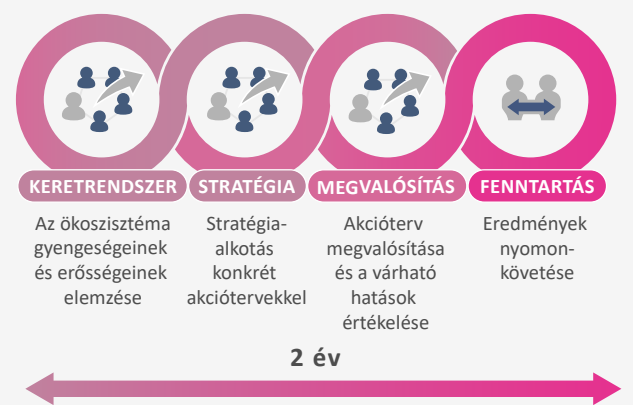 KERETRENDSZER
Az ökoszisztéma
gyengeségeinek
és erősségeinek
elemzése
STRATÉGIA
Stratégia-
alkotás
konkrét
akciótervekkel
MEGVALÓSÍTÁS
Akcióterv
megvalósítása
és a várható
hatások
értékelése
FENNTARTÁS
Eredmények
nyomon-
követése
2 év